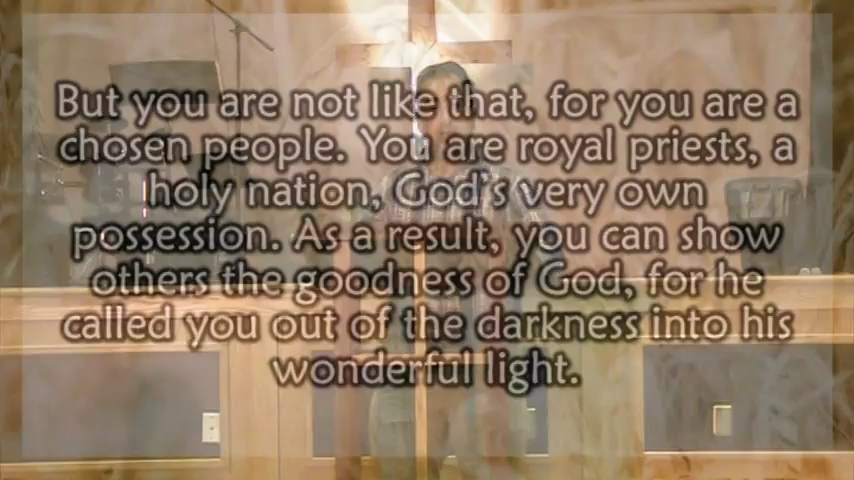 But you are not like that, for you are a
chosen people. You are royal priests, a
holy nation, God's very own
possession. As a result, you can show
others the goodness of God, for he
called you out of the darkness into his
wonderful light.